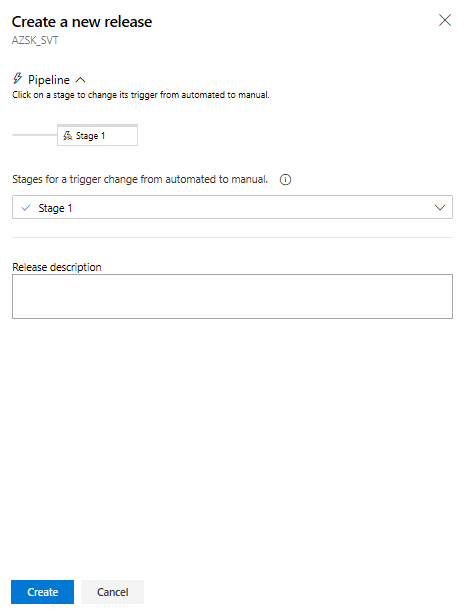 Create a new release
AZSK_SVT
Pipeline
Click on a stage to change its trigger from automated to manual.
Stage 1
Stages for a trigger change from automated to manual.
Stage 1
Release description
Create Cancel